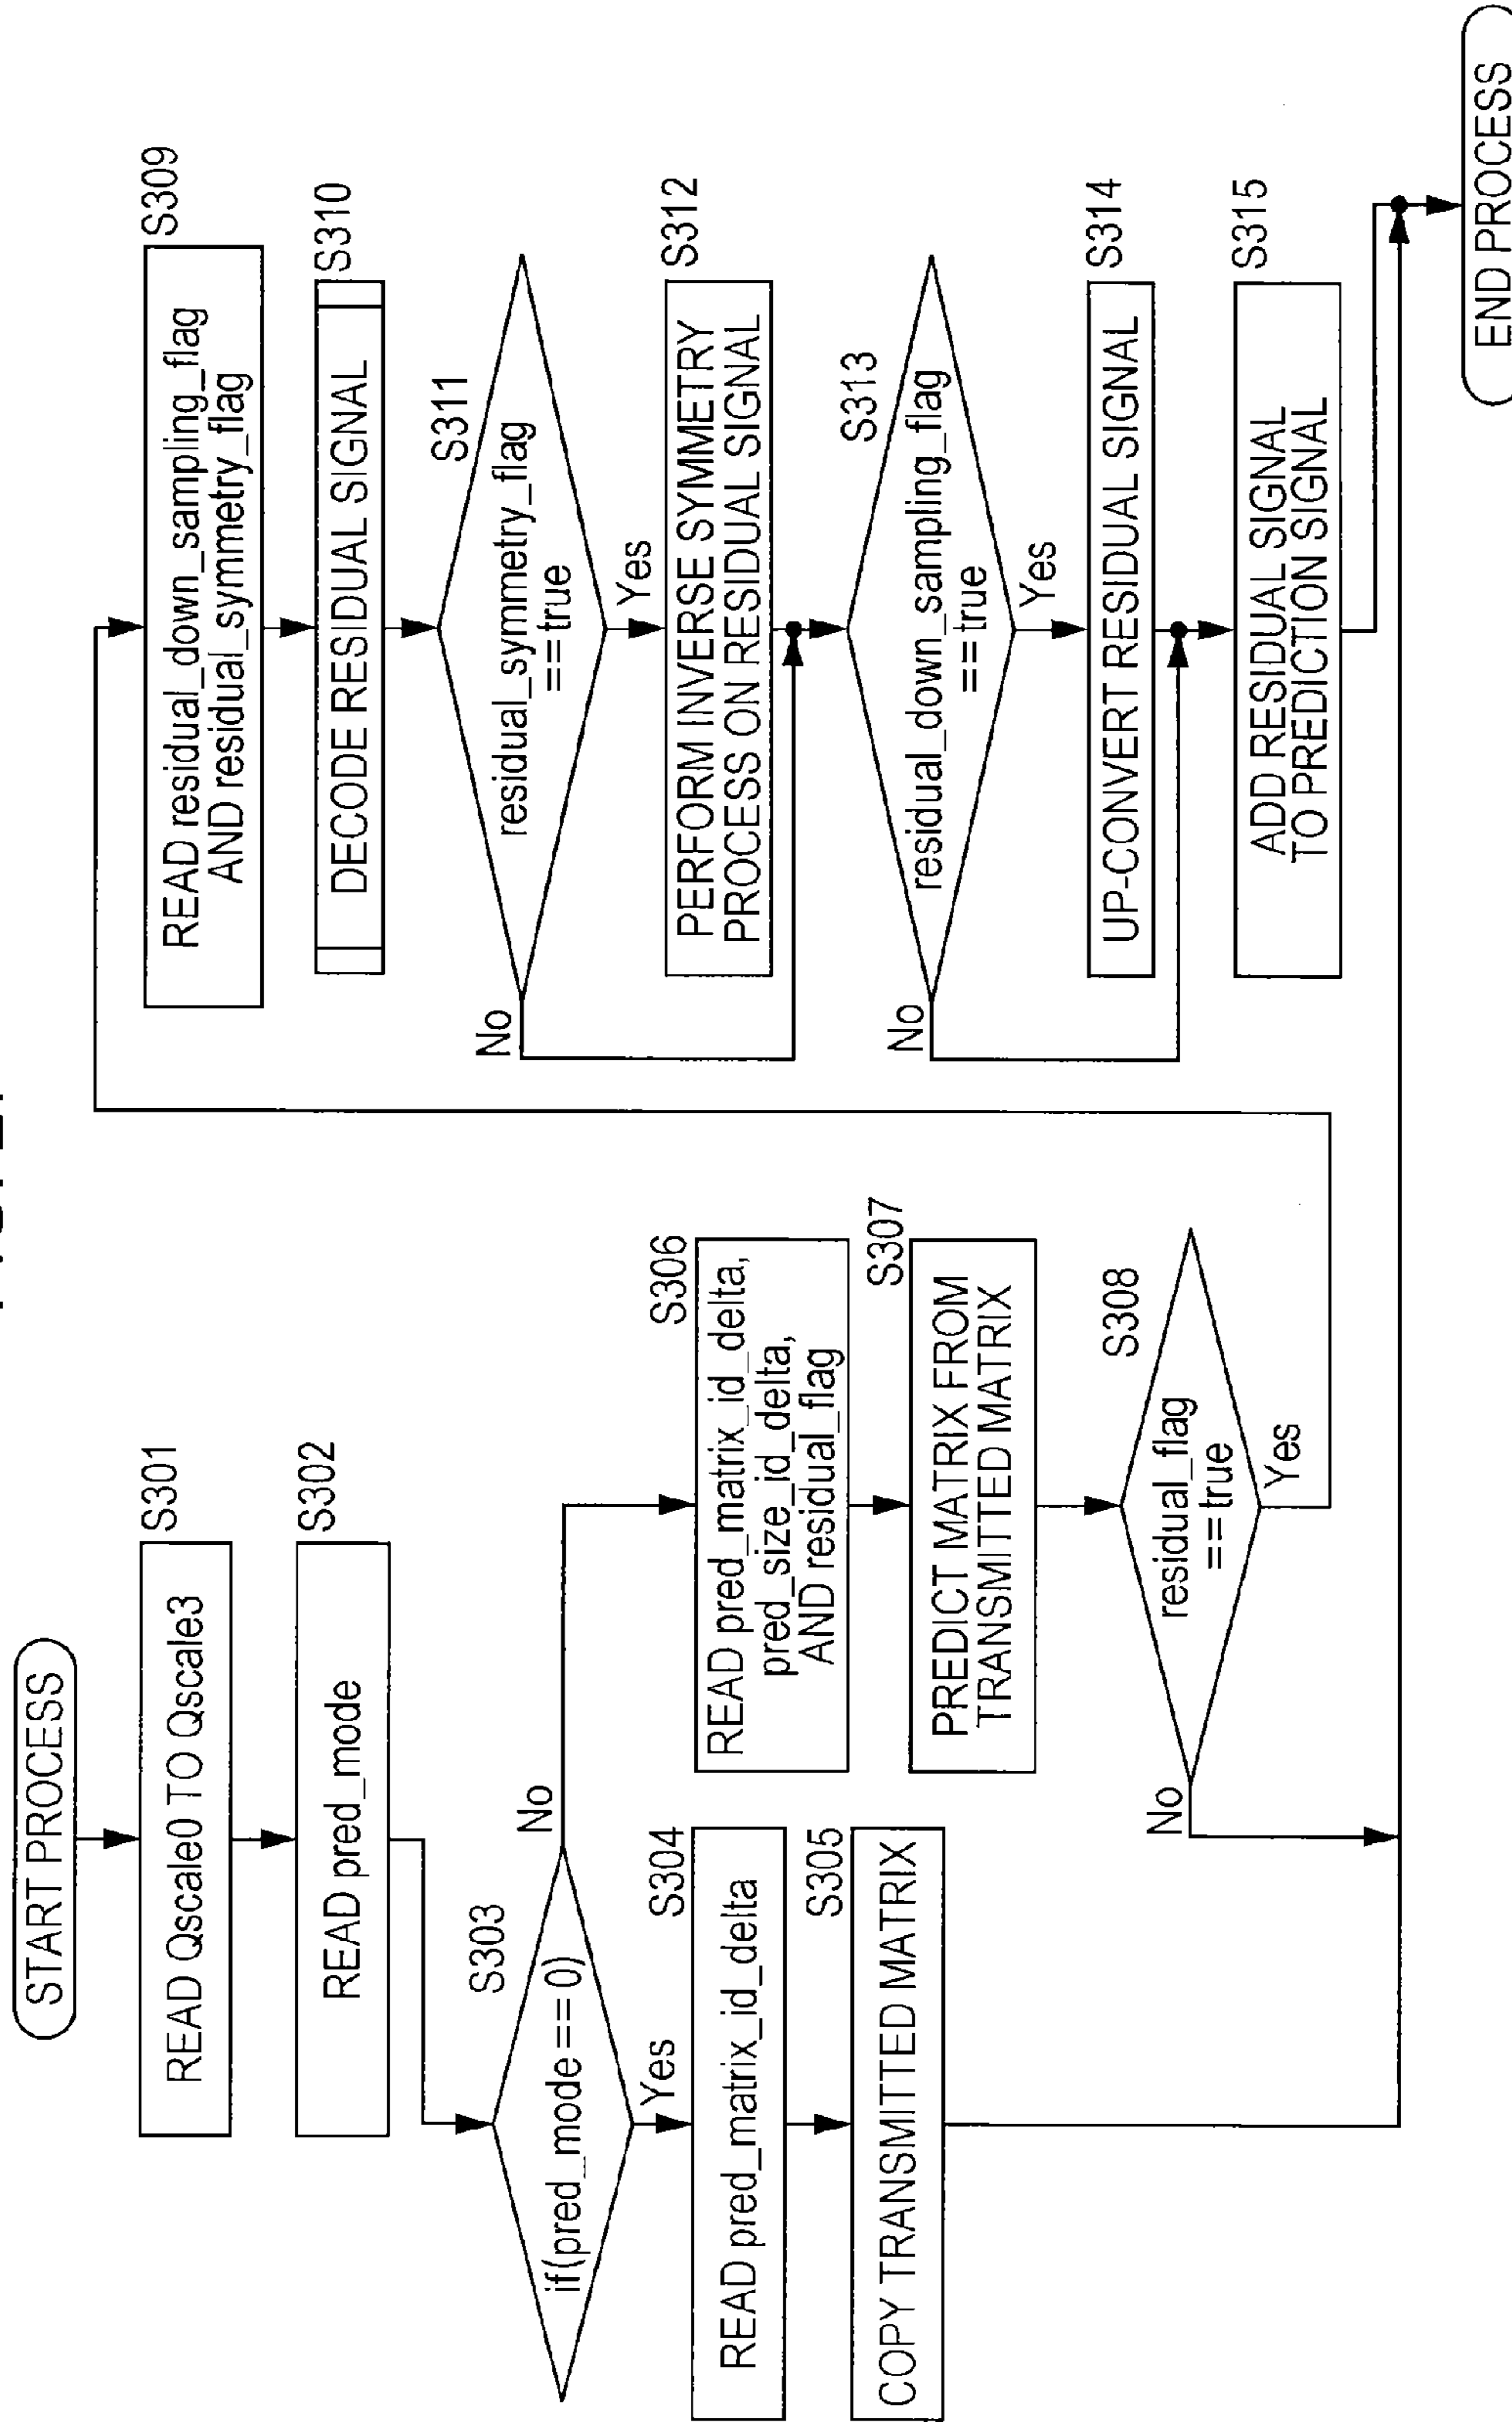 START PROCESS
S301
READ Qscale0 TO Qscale3
S302
READ pred_mode
S303
if(pred_mode == 0)
No
Yes
S304
READ pred_matrix_id_delta
S305
COPY TRANSMITTED MATRIX
S306
READ pred_matrix_id_delta,
pred_size_id_delta,
AND residual_flag
S307
PREDICT MATRIX FROM
TRANSMITTED MATRIX
S308
residual_flag
== true
No
Yes
S309
READ residual_down_sampling_flag
AND residual_symmetry_flag
S310
DECODE RESIDUAL SIGNAL
S311
residual_symmetry_flag
== true
No
Yes
S312
PERFORM INVERSE SYMMETRY
PROCESS ON RESIDUAL SIGNAL
S313
residual_down_sampling_flag
== true
No
Yes
S314
UP-CONVERT RESIDUAL SIGNAL
S315
ADD RESIDUAL SIGNAL
TO PREDICTION SIGNAL
END PROCESS